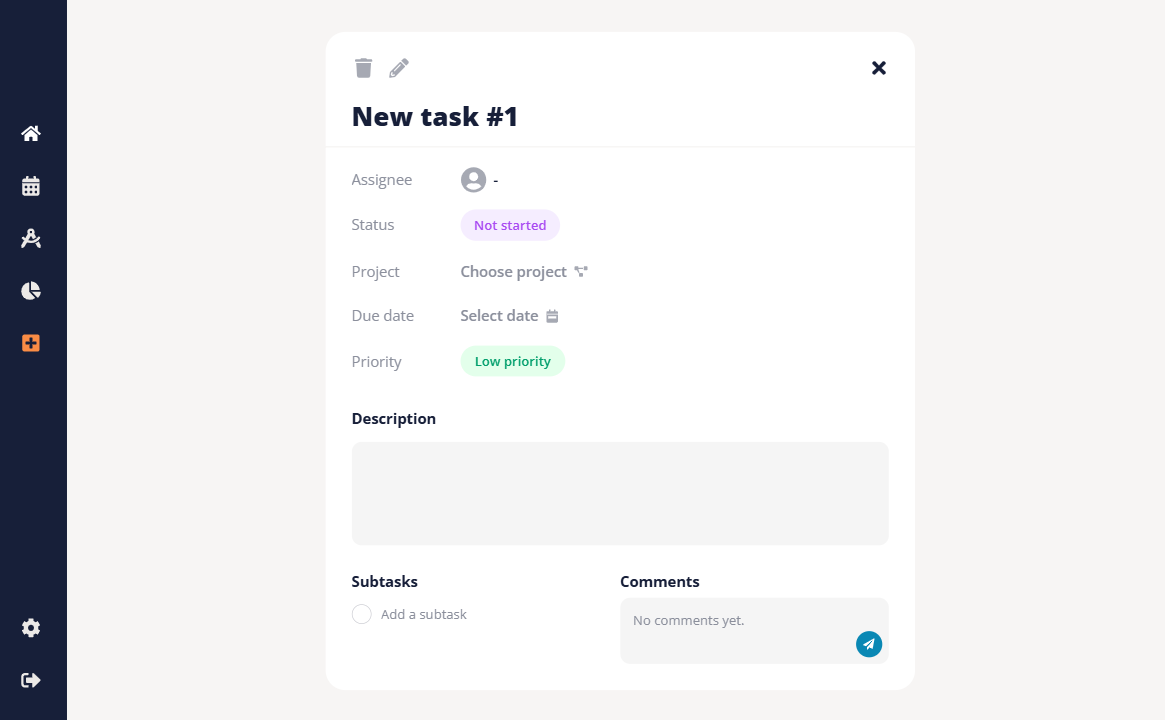 New task #1
Assignee -
Status Not started
Project Choose project
Due date Select date
Priority Low priority
Description
Subtasks
Add a subtask
Comments
No comments yet.